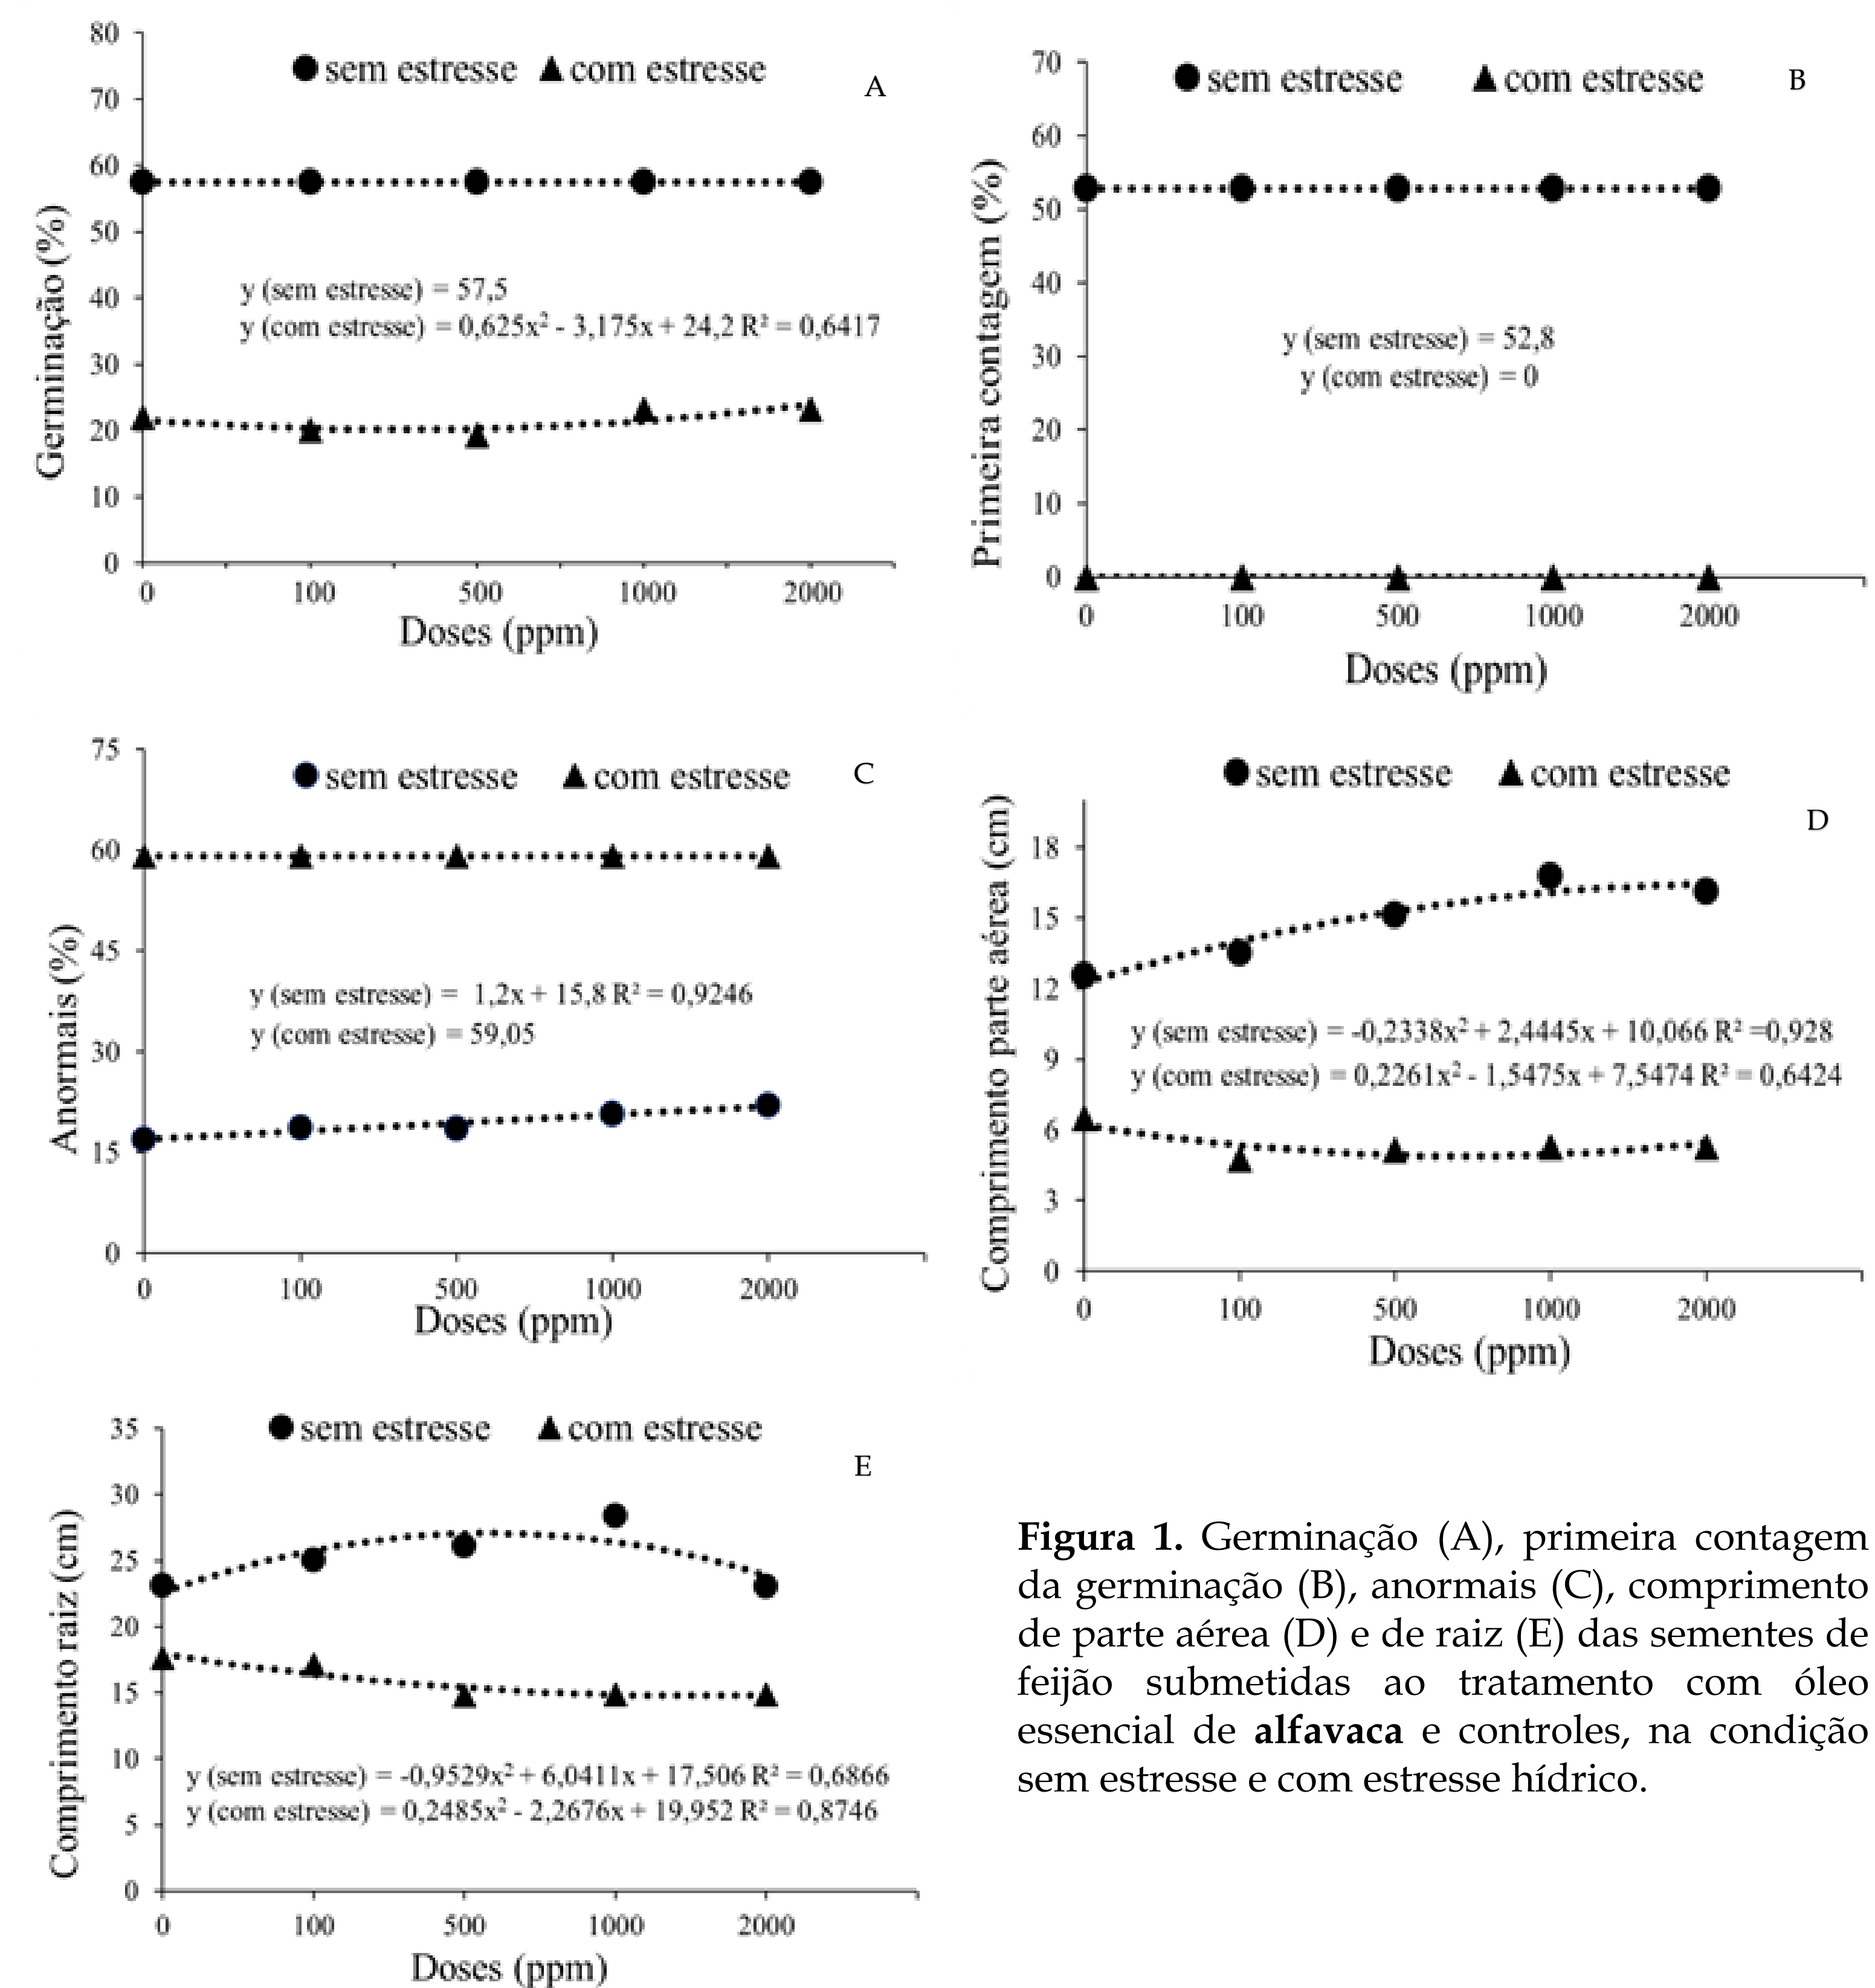 80
70
60
50
40
30
20
10
0
Germinação (%)
sem estresse com estresse
A
y (sem estresse) = 57,5
y (com estresse) = 0,625x² - 3,175x + 24,2 R² = 0,6417
0 100 500 1000 2000
Doses (ppm)
70
60
50
40
30
20
10
0
Primeira contagem (%)
sem estresse com estresse
B
y (sem estresse) = 52,8
y (com estresse) = 0
0 100 500 1000 2000
Doses (ppm)
75
60
45
30
15
0
Anormais (%)
sem estresse com estresse
C
y (sem estresse) = 1,2x + 15,8 R² = 0,9246
y (com estresse) = 59,05
0 100 500 1000 2000
Doses (ppm)
18
15
12
9
6
3
0
Comprimento parte aérea (cm)
sem estresse com estresse
D
y (sem estresse) = -0,2338x² + 2,4445x + 10,066 R² =0,928
y (com estresse) = 0,2261x² - 1,5475x + 7,5474 R² = 0,6424
0 100 500 1000 2000
Doses (ppm)
35
30
25
20
15
10
5
0
Comprimento raiz (cm)
sem estresse com estresse
E
y (sem estresse) = -0,9529x² + 6,0411x + 17,506 R² = 0,6866
y (com estresse) = 0,2485x² - 2,2676x + 19,952 R² = 0,8746
0 100 500 1000 2000
Doses (ppm)
Figura 1. Germinação (A), primeira contagem
da germinação (B), anormais (C), comprimento
de parte aérea (D) e de raiz (E) das sementes de
feijão submetidas ao tratamento com óleo
essencial de alfavaca e controles, na condição
sem estresse e com estresse hídrico.